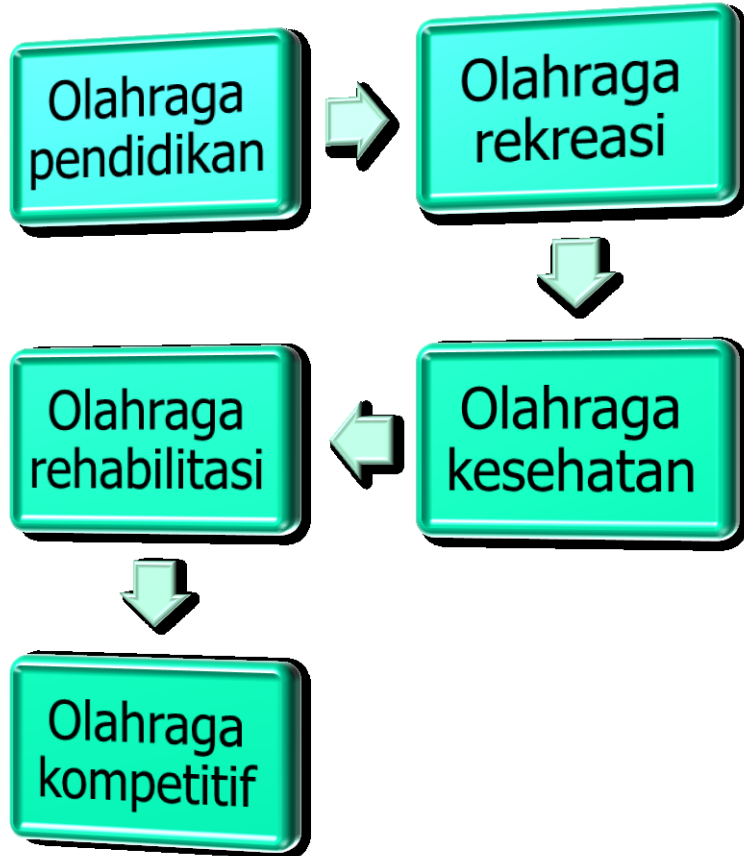 Olahraga
pendidikan
Olahraga
rekreasi
Olahraga
kesehatan
Olahraga
rehabilitasi
Olahraga
kompetitif